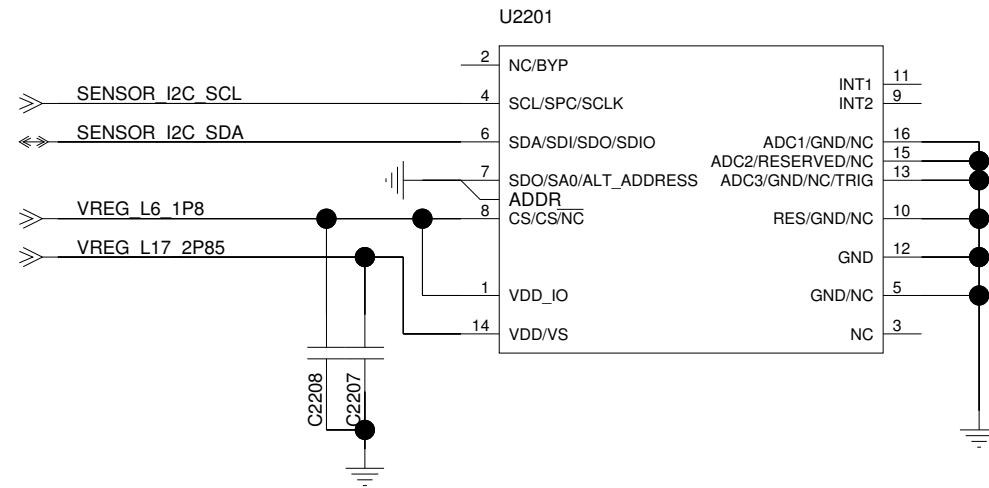 U2201
2 NC/BYP
INT1 11
SENSOR_I2C_SCL 4 SCL/SPC/SCLK INT2 9
SENSOR_I2C_SDA 6 SDA/SDI/SDO/SDIO ADC1/GND/NC 16
ADC2/RESERVED/NC 15
7 SDO/SA0/ALT_ADDRESS ADC3/GND/NC/TRIG 13
ADDR
VREG_L6_1P8 8 CS/CS/NC RES/GND/NC 10
VREG_L17_2P85 GND 12
1 VDD_IO GND/NC 5
14 VDD/VS NC 3
C2208
C2207